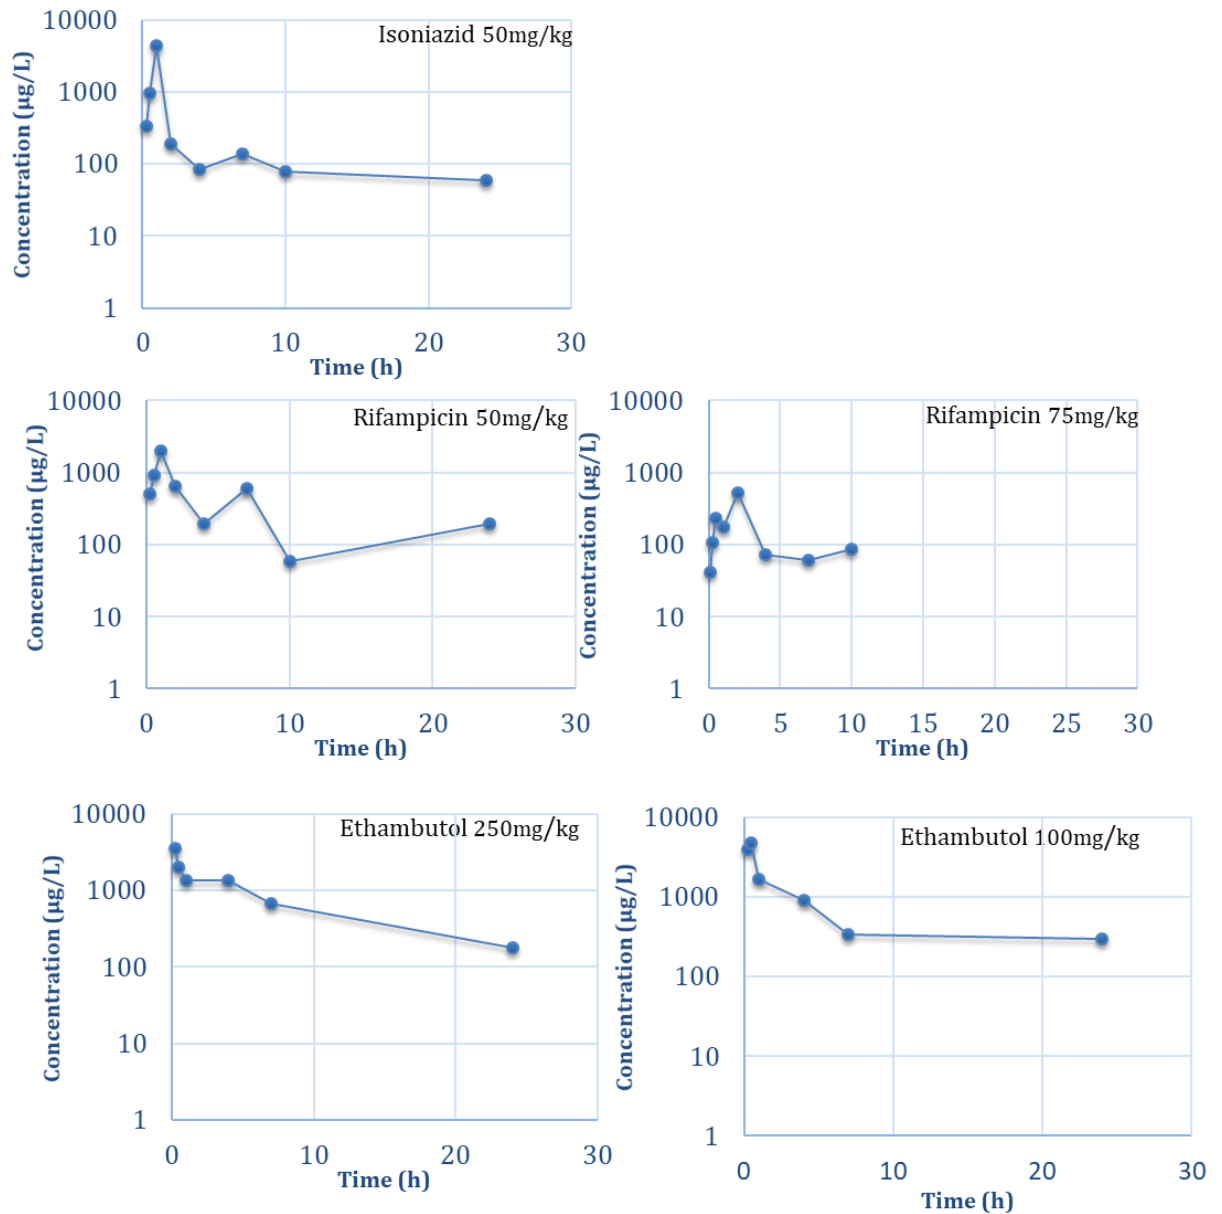 Isoniazid 50mg/kg
Concentration (µg/L)
10000
1000
100
10
1
0 10 20 30
Time (h)
Rifampicin 50mg/kg
Concentration (µg/L)
10000
1000
100
10
1
0 10 20 30
Time (h)
Rifampicin 75mg/kg
Concentration (µg/L)
10000
1000
100
10
1
0 5 10 15 20 25 30
Time (h)
Ethambutol 250mg/kg
Concentration (µg/L)
10000
1000
100
10
1
0 10 20 30
Time (h)
Ethambutol 100mg/kg
Concentration (µg/L)
10000
1000
100
10
1
0 10 20 30
Time (h)